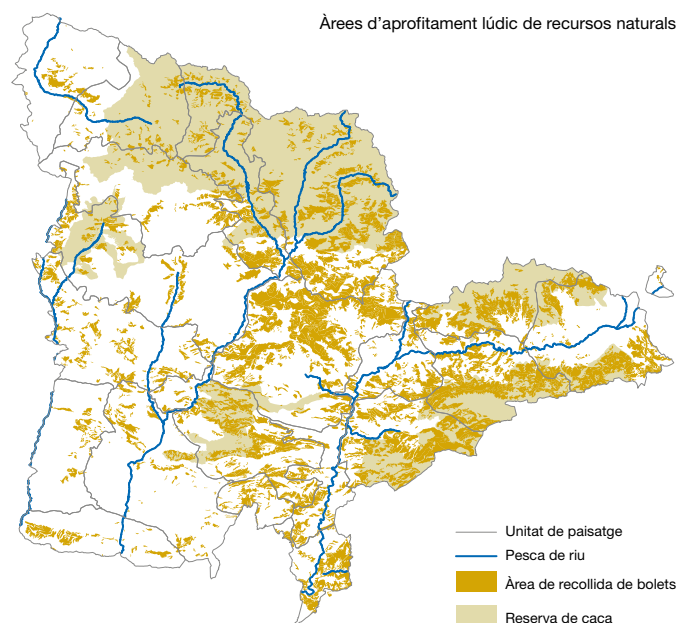 Àrees d'aprofitament lúdic de recursos naturals
Unitat de paisatge
Pesca de riu
Àrea de recollida de bolets
Reserva de caça